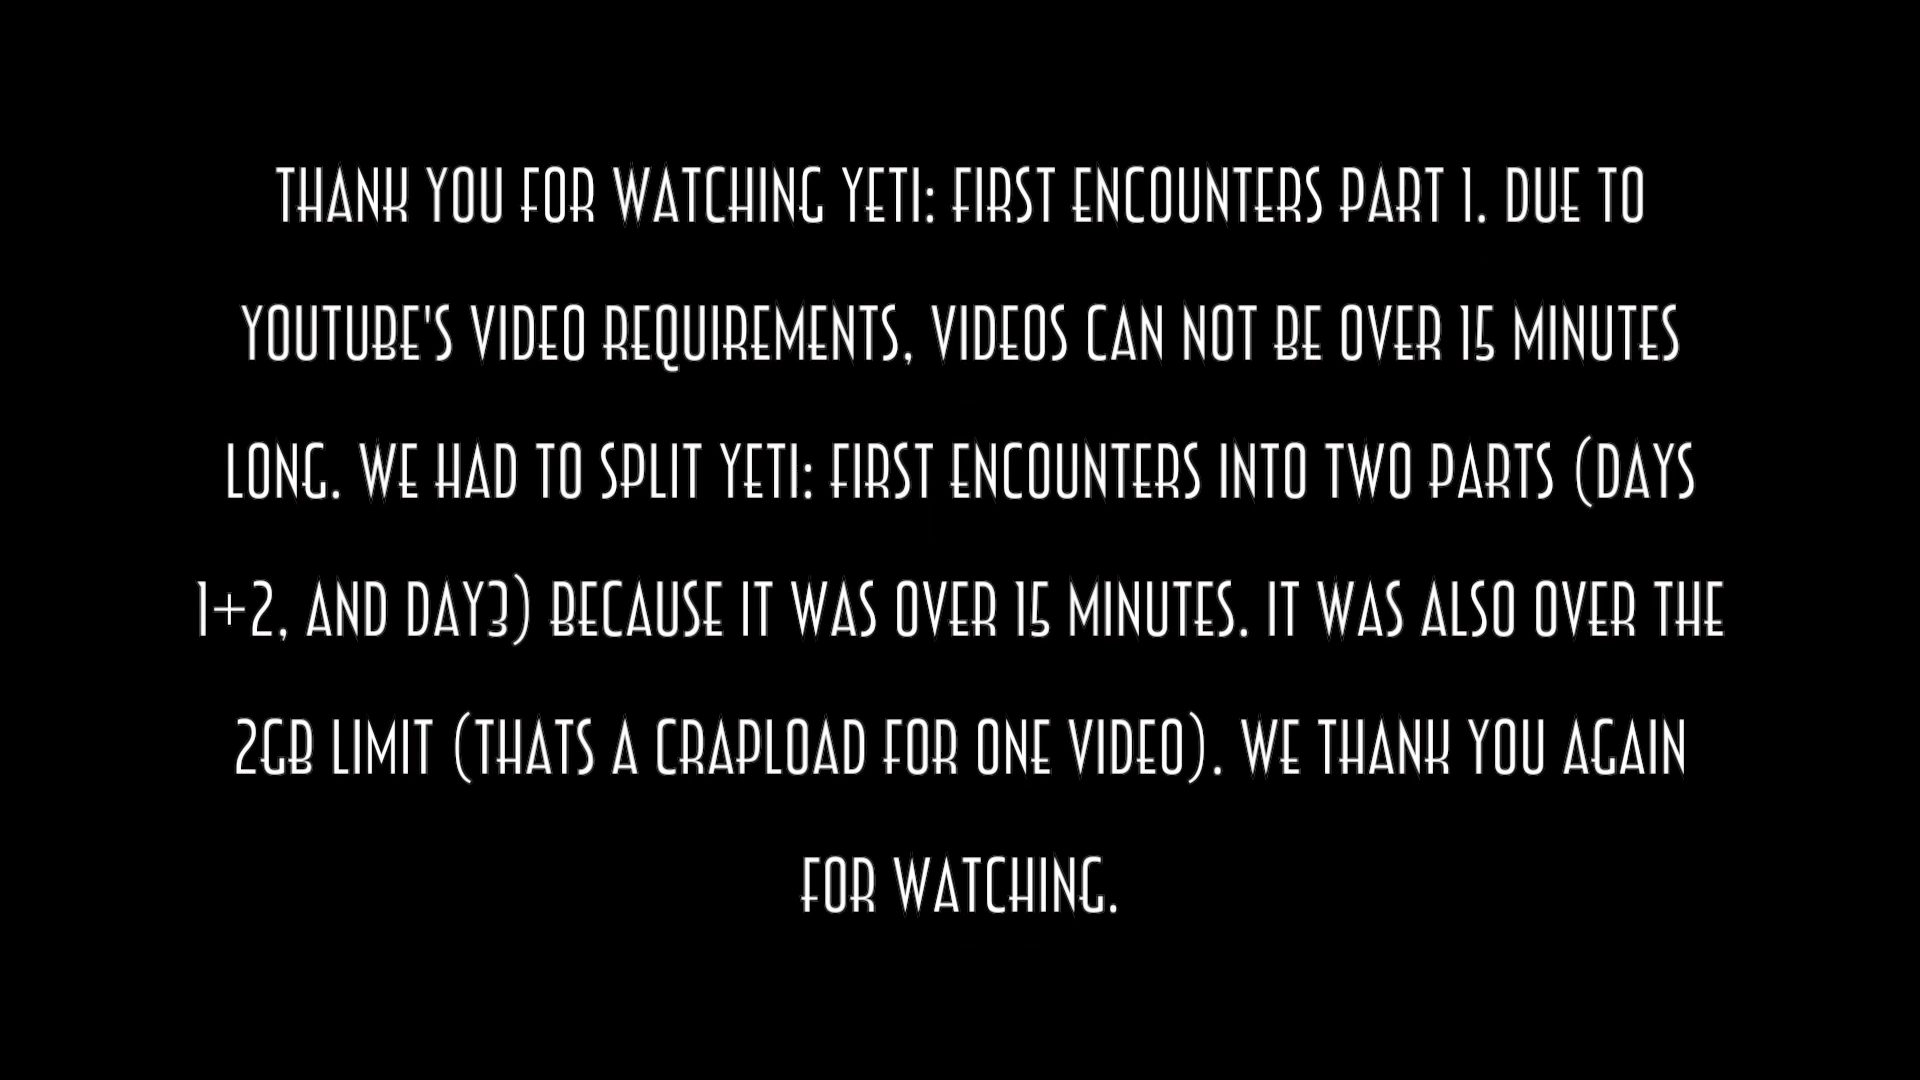 THANK YOU FOR WATCHING YETI: FIRST ENCOUNTERS PART 1. DUE TO
YOUTUBE'S VIDEO REQUIREMENTS, VIDEOS CAN NOT BE OVER 15 MINUTES
LONG. WE HAD TO SPLIT YETI: FIRST ENCOUNTERS INTO TWO PARTS (DAYS
1+2, AND DAY3) BECAUSE IT WAS OVER 15 MINUTES. IT WAS ALSO OVER THE
2GB LIMIT (THATS A CRAPLOAD FOR ONE VIDEO). WE THANK YOU AGAIN
FOR WATCHING.